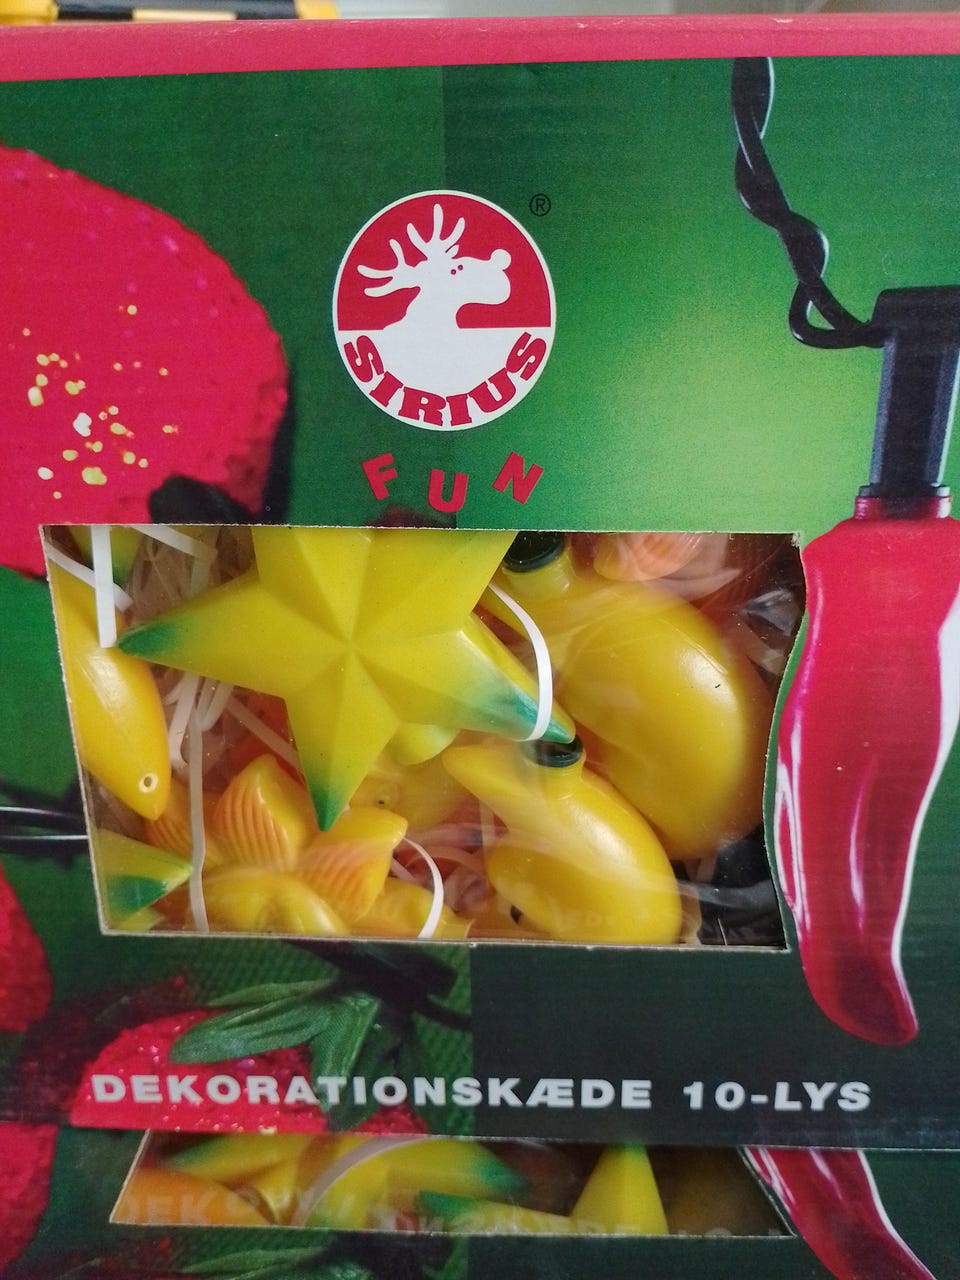 ®
SIRIUS
FUN
DEKORATIONSKÆDE 10-LYS